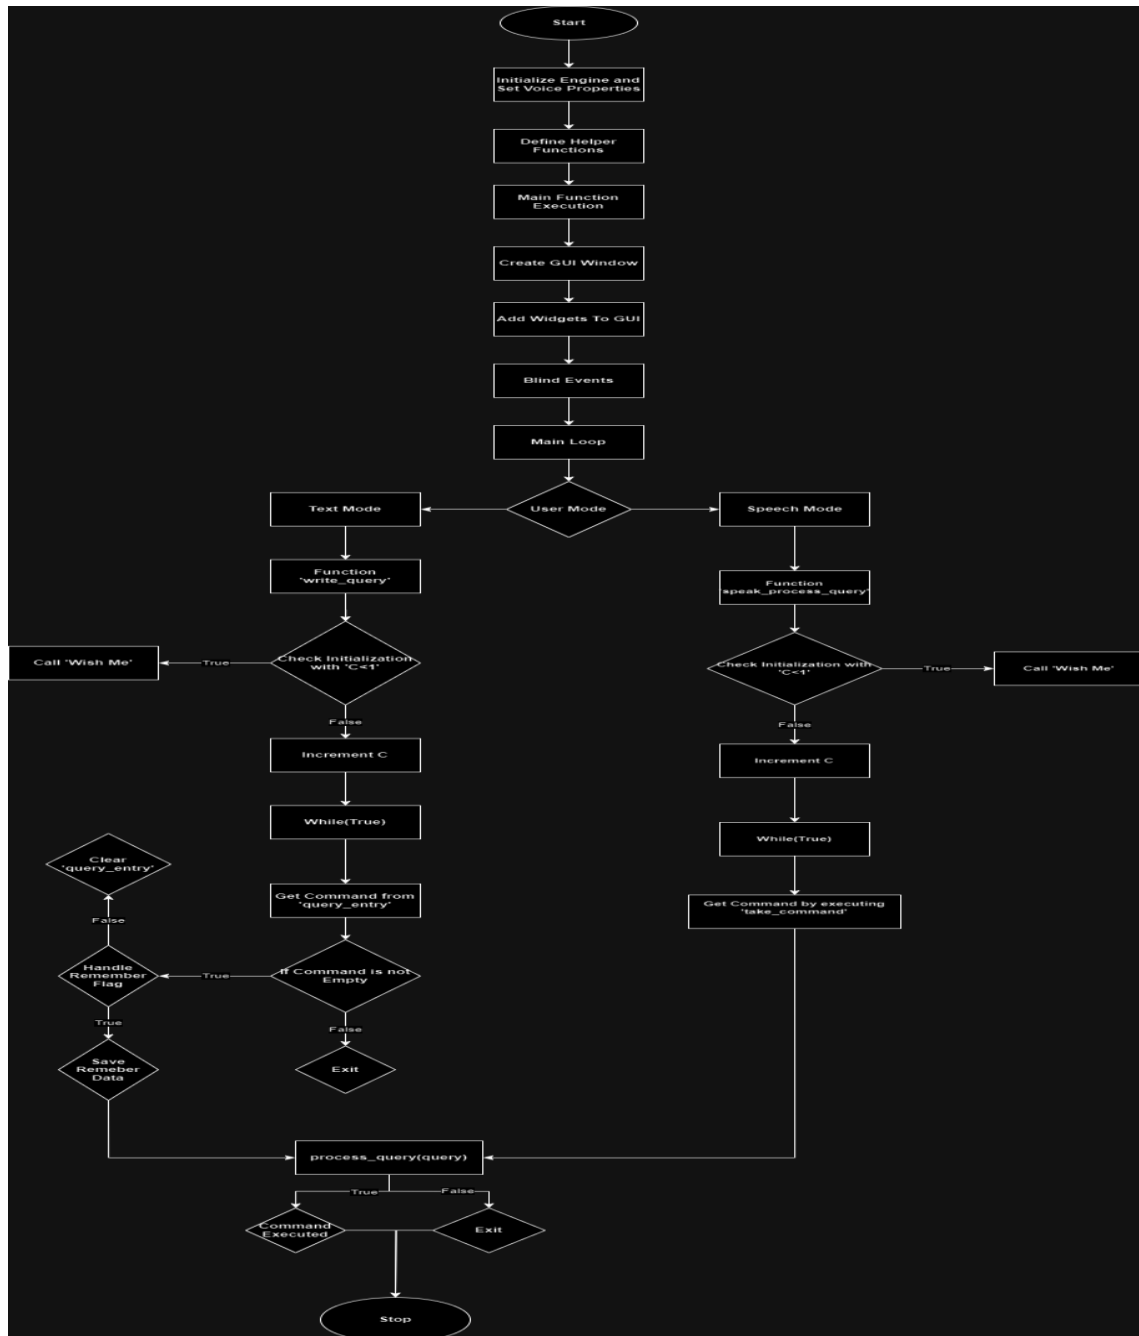 Start
Initialize Engine and
Set Voice Properties
Define Helper
Functions
Main Function
Execution
Create GUI Window
Add Widgets To GUI
Blind Events
Main Loop
Text Mode
User Mode
Speech Mode
Function
'write_query'
Function
speak_process_query'
Call 'Wish Me'
True
Check Initialization
with 'C<1'
Check Initialization with
'C<1'
True
Call 'Wish Me'
False
False
Increment C
Increment C
While(True)
While(True)
Clear
'query_entry'
Get Command from
'query_entry'
Get Command by executing
'take_command'
False
Handle
Remember
Flag
True
If Command is not
Empty
True
False
Save
Remeber
Data
Exit
process_query(query)
True
False
Command
Executed
Exit
Stop